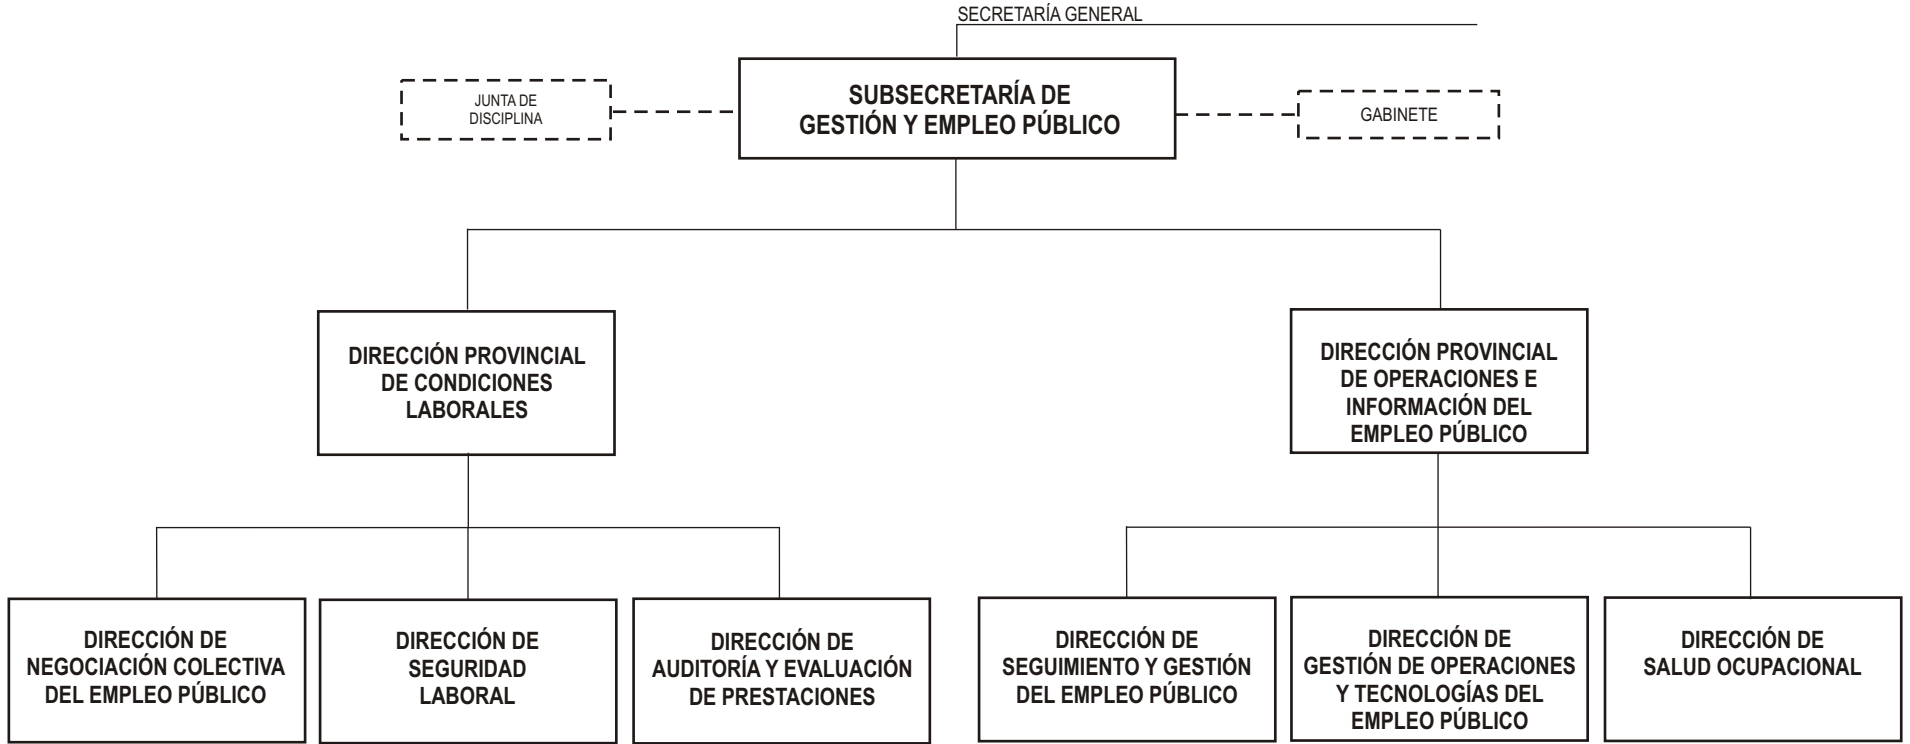 SECRETARÍA GENERAL
SUBSECRETARÍA DE
GESTIÓN Y EMPLEO PÚBLICO
JUNTA DE
DISCIPLINA
GABINETE
DIRECCIÓN PROVINCIAL
DE CONDICIONES
LABORALES
DIRECCIÓN PROVINCIAL
DE OPERACIONES E
INFORMACIÓN DEL
EMPLEO PÚBLICO
DIRECCIÓN DE
NEGOCIACIÓN COLECTIVA
DEL EMPLEO PÚBLICO
DIRECCIÓN DE
SEGURIDAD
LABORAL
DIRECCIÓN DE
AUDITORÍA Y EVALUACIÓN
DE PRESTACIONES
DIRECCIÓN DE
SEGUIMIENTO Y GESTIÓN
DEL EMPLEO PÚBLICO
DIRECCIÓN DE
GESTIÓN DE OPERACIONES
Y TECNOLOGÍAS DEL
EMPLEO PÚBLICO
DIRECCIÓN DE
SALUD OCUPACIONAL